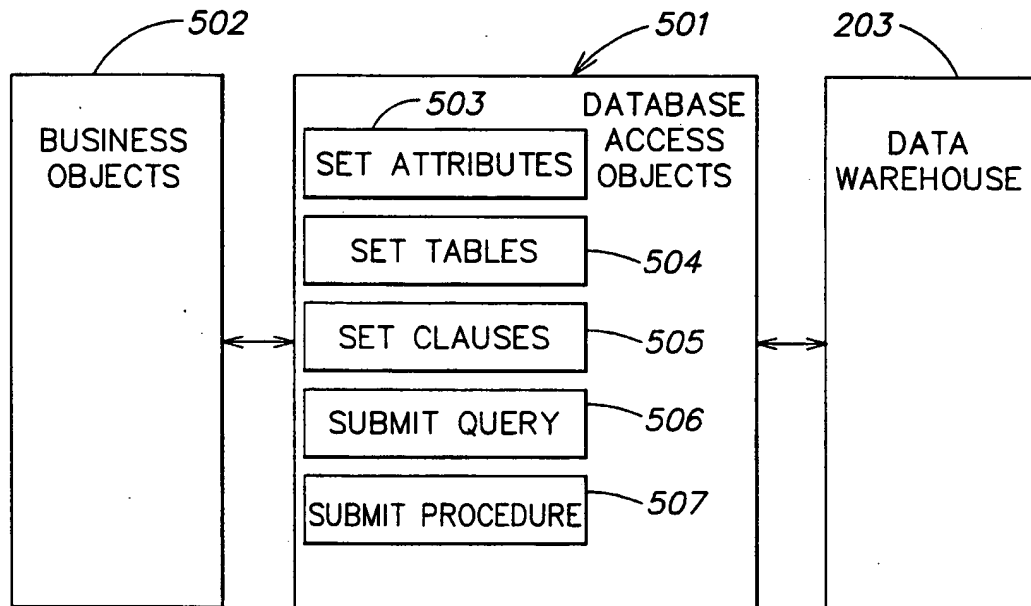 502
501
203
BUSINESS
OBJECTS
503
DATABASE
ACCESS
OBJECTS
SET ATTRIBUTES
SET TABLES
504
SET CLAUSES
505
SUBMIT QUERY
506
SUBMIT PROCEDURE
507
DATA
WAREHOUSE